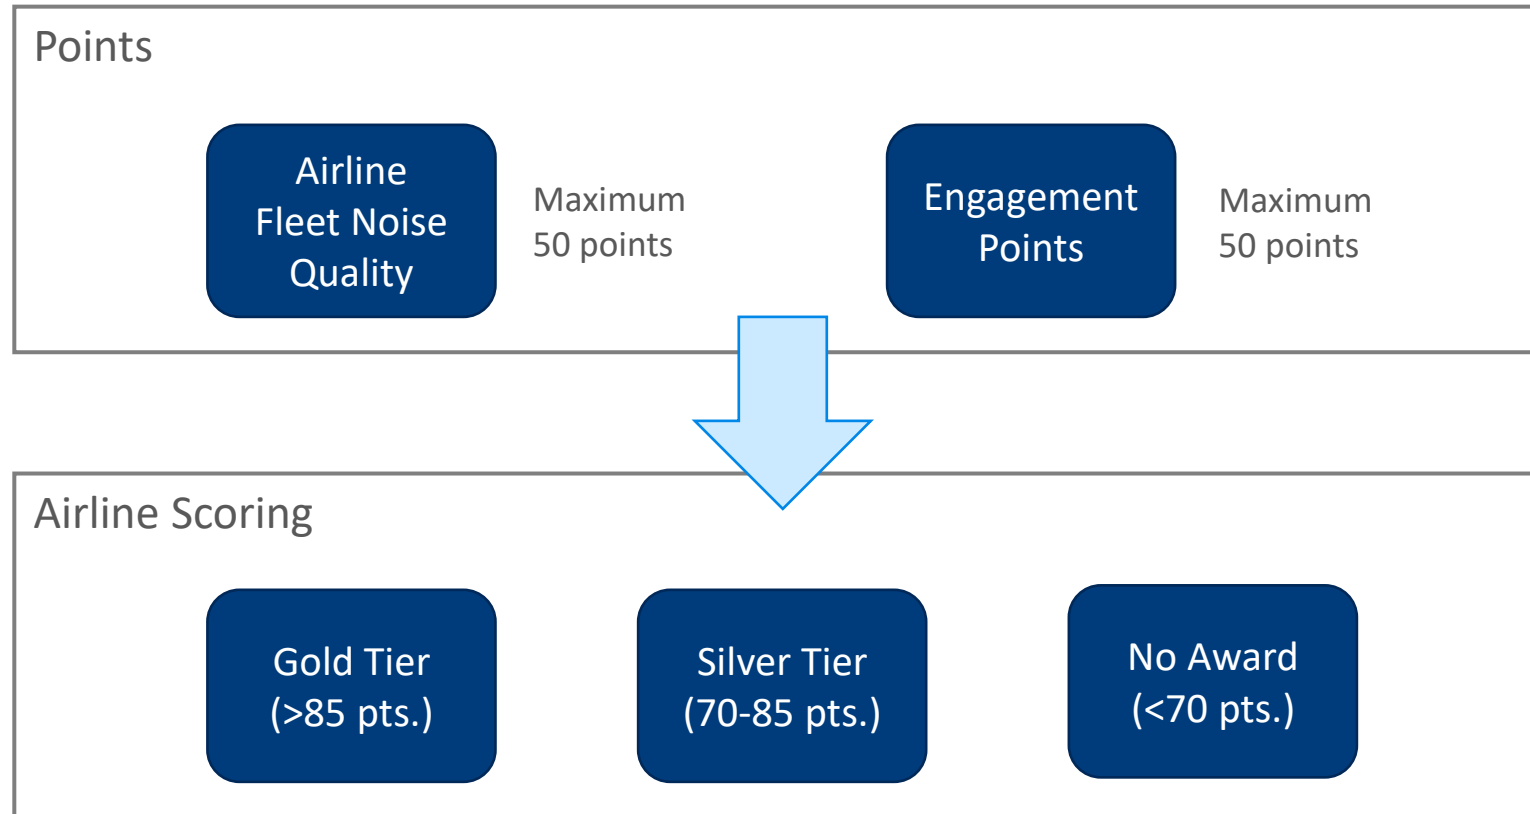 Points
Airline
Fleet Noise
Quality
Maximum
50 points
Engagement
Points
Maximum
50 points
Airline Scoring
Gold Tier
(>85 pts.)
Silver Tier
(70-85 pts.)
No Award
(<70 pts.)